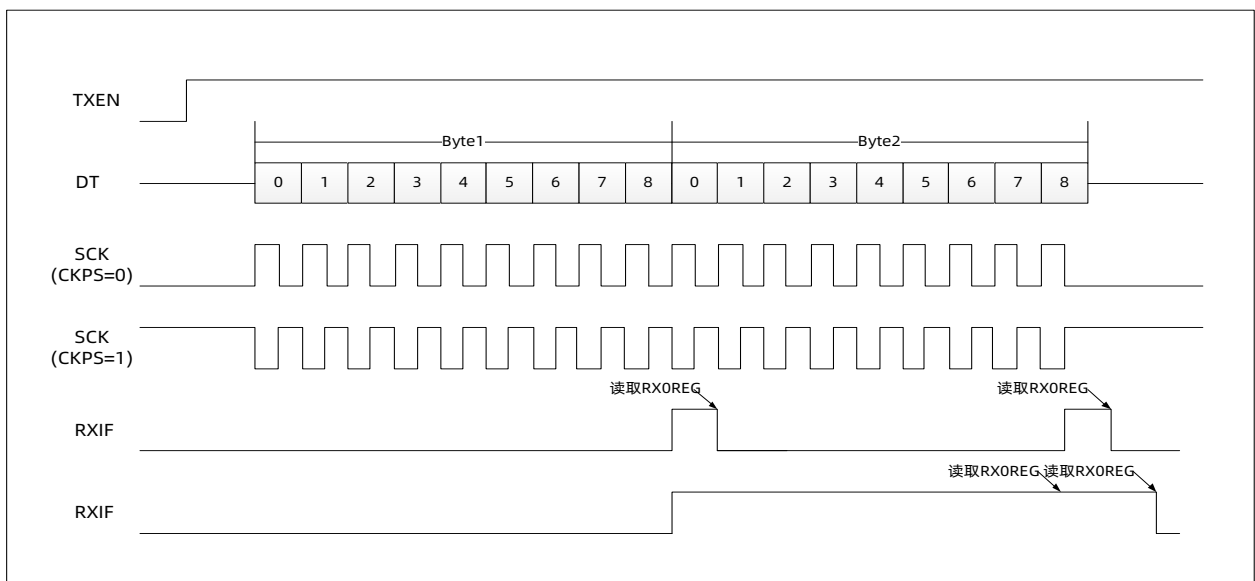 TXEN
Byte1 Byte2
DT 0 1 2 3 4 5 6 7 8 0 1 2 3 4 5 6 7 8
SCK
(CKPS=0)
SCK
(CKPS=1)
读取RX0REG 读取RX0REG
RXIF
读取RX0REG 读取RX0REG
RXIF